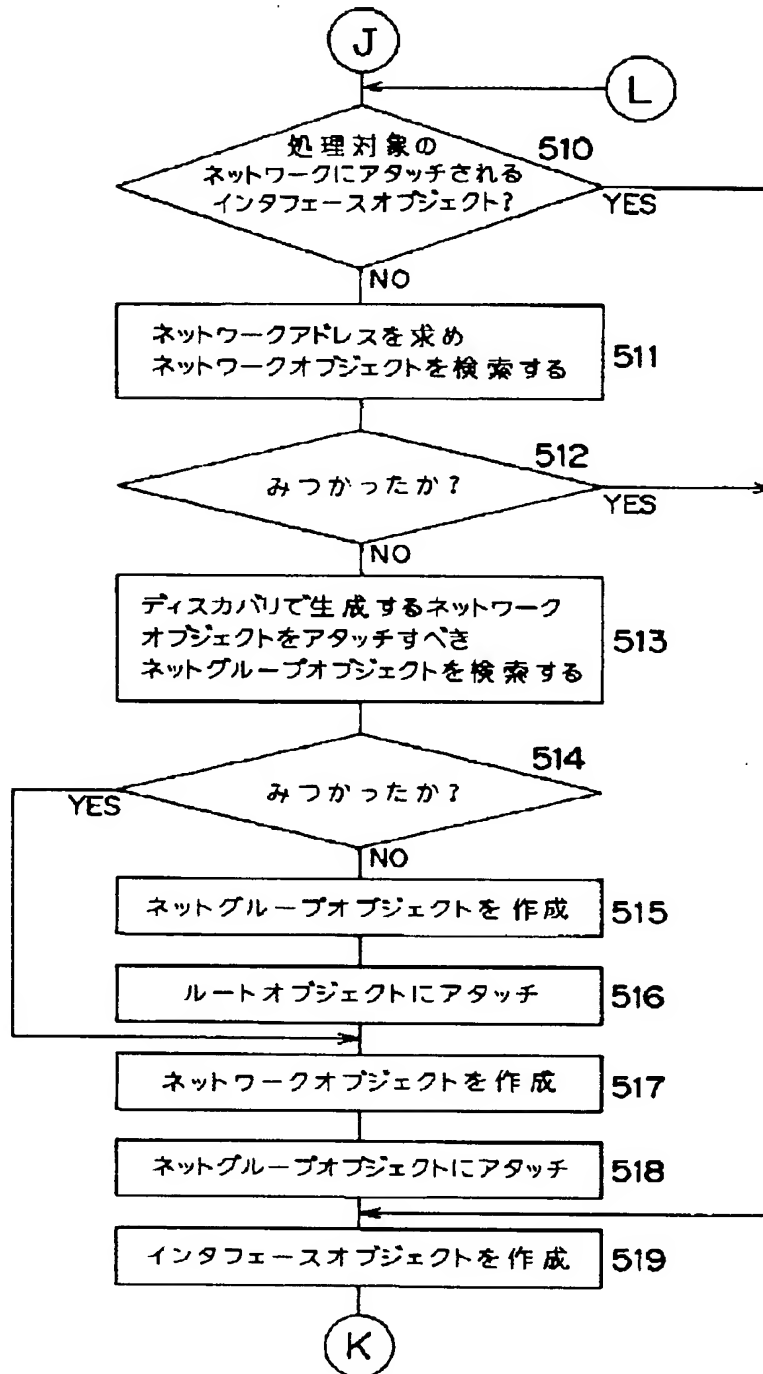 J
L
処理対象の
ネットワークにアタッチされる
インタフェースオブジェクト?
510
YES
NO
ネットワークアドレスを求め
ネットワークオブジェクトを検索する
511
みつかったか?
512
YES
NO
ディスカバリで生成するネットワーク
オブジェクトをアタッチすべき
ネットグループオブジェクトを検索する
513
みつかったか?
514
YES
NO
ネットグループオブジェクトを作成
515
ルートオブジェクトにアタッチ
516
ネットワークオブジェクトを作成
517
ネットグループオブジェクトにアタッチ
518
インタフェースオブジェクトを作成
519
K